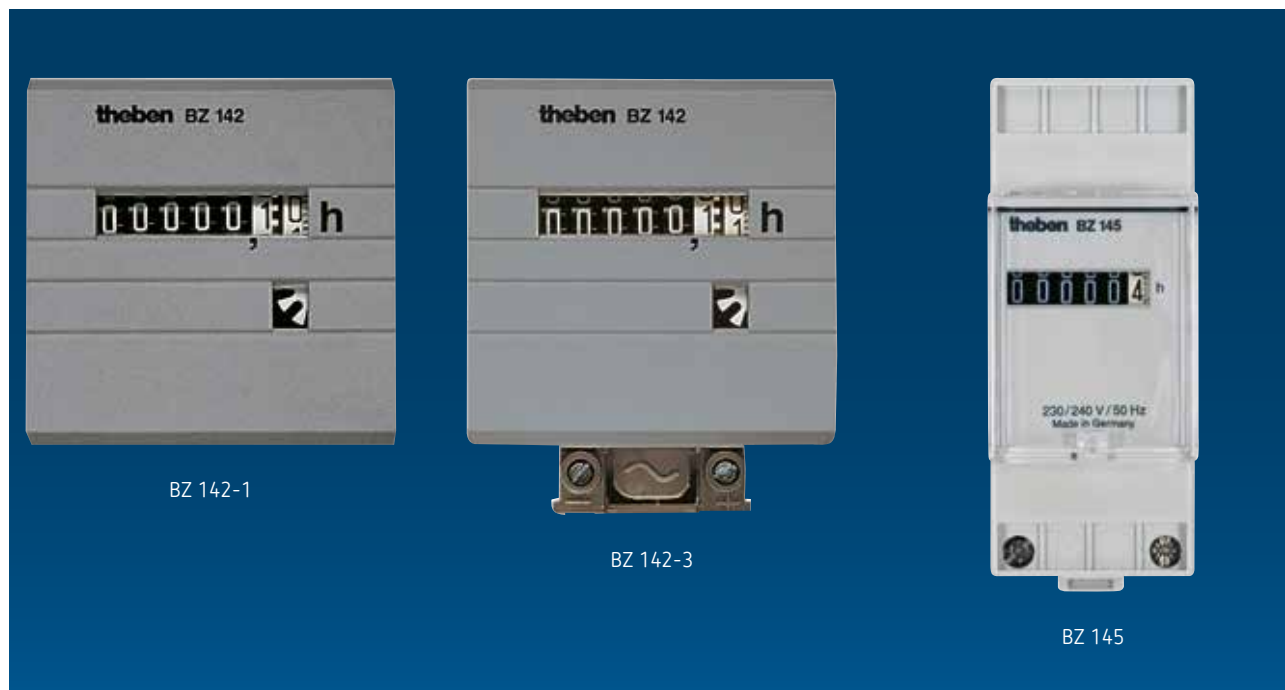 theben BZ 142
00000,10 h
BZ 142-1
theben BZ 142
00000,11 h
BZ 142-3
theben BZ 145
000004 h
230/240 V/50 Hz
Made in Germany
BZ 145